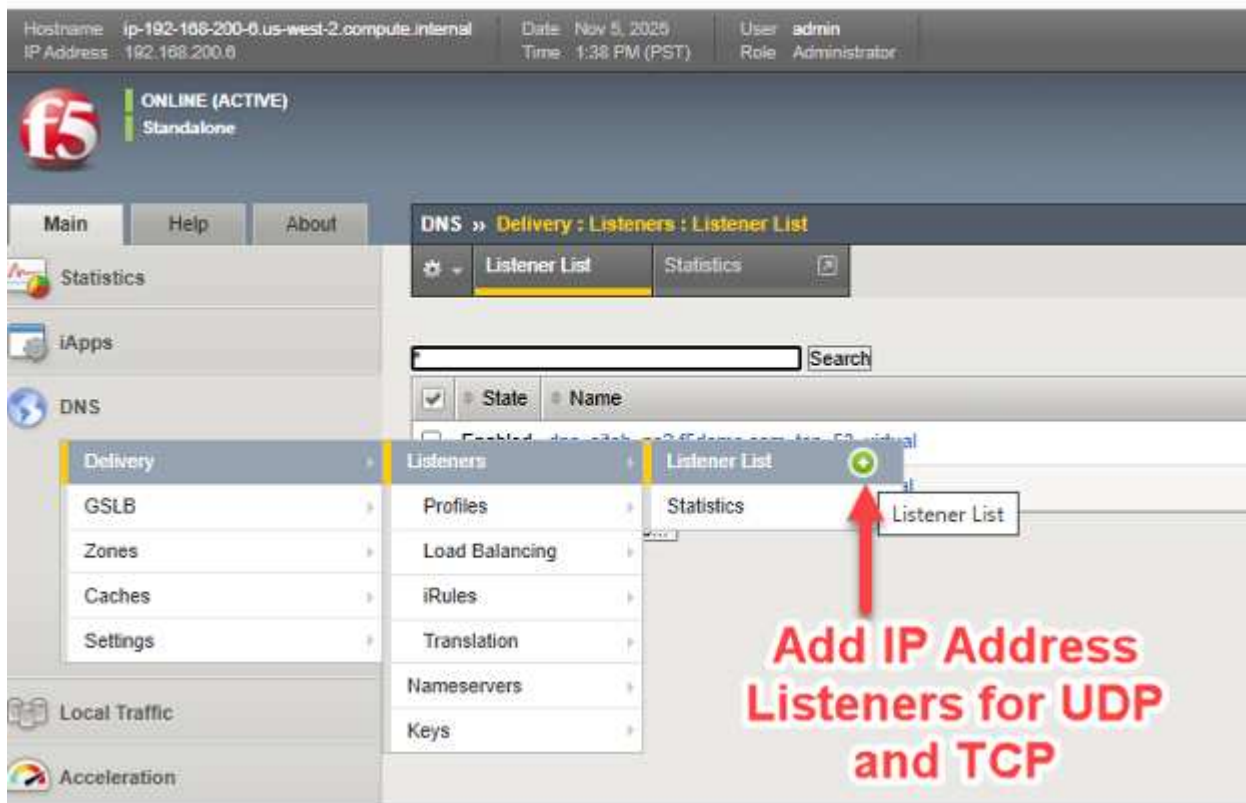 Hostname ip-192-168-200-6.us-west-2.compute.internal Date Nov 5, 2025 User admin
IP Address 192.168.200.6 Time 1:38 PM (PST) Role Administrator
f5
ONLINE (ACTIVE)
Standalone
Main Help About
DNS » Delivery : Listeners : Listener List
Listener List Statistics
Statistics
iApps
* Search
DNS
State Name
Delivery Listeners Listener List
GSLB Profiles Statistics Listener List
Zones Load Balancing
Caches iRules
Settings Translation
Nameservers
Keys
Local Traffic
Acceleration
Add IP Address
Listeners for UDP
and TCP